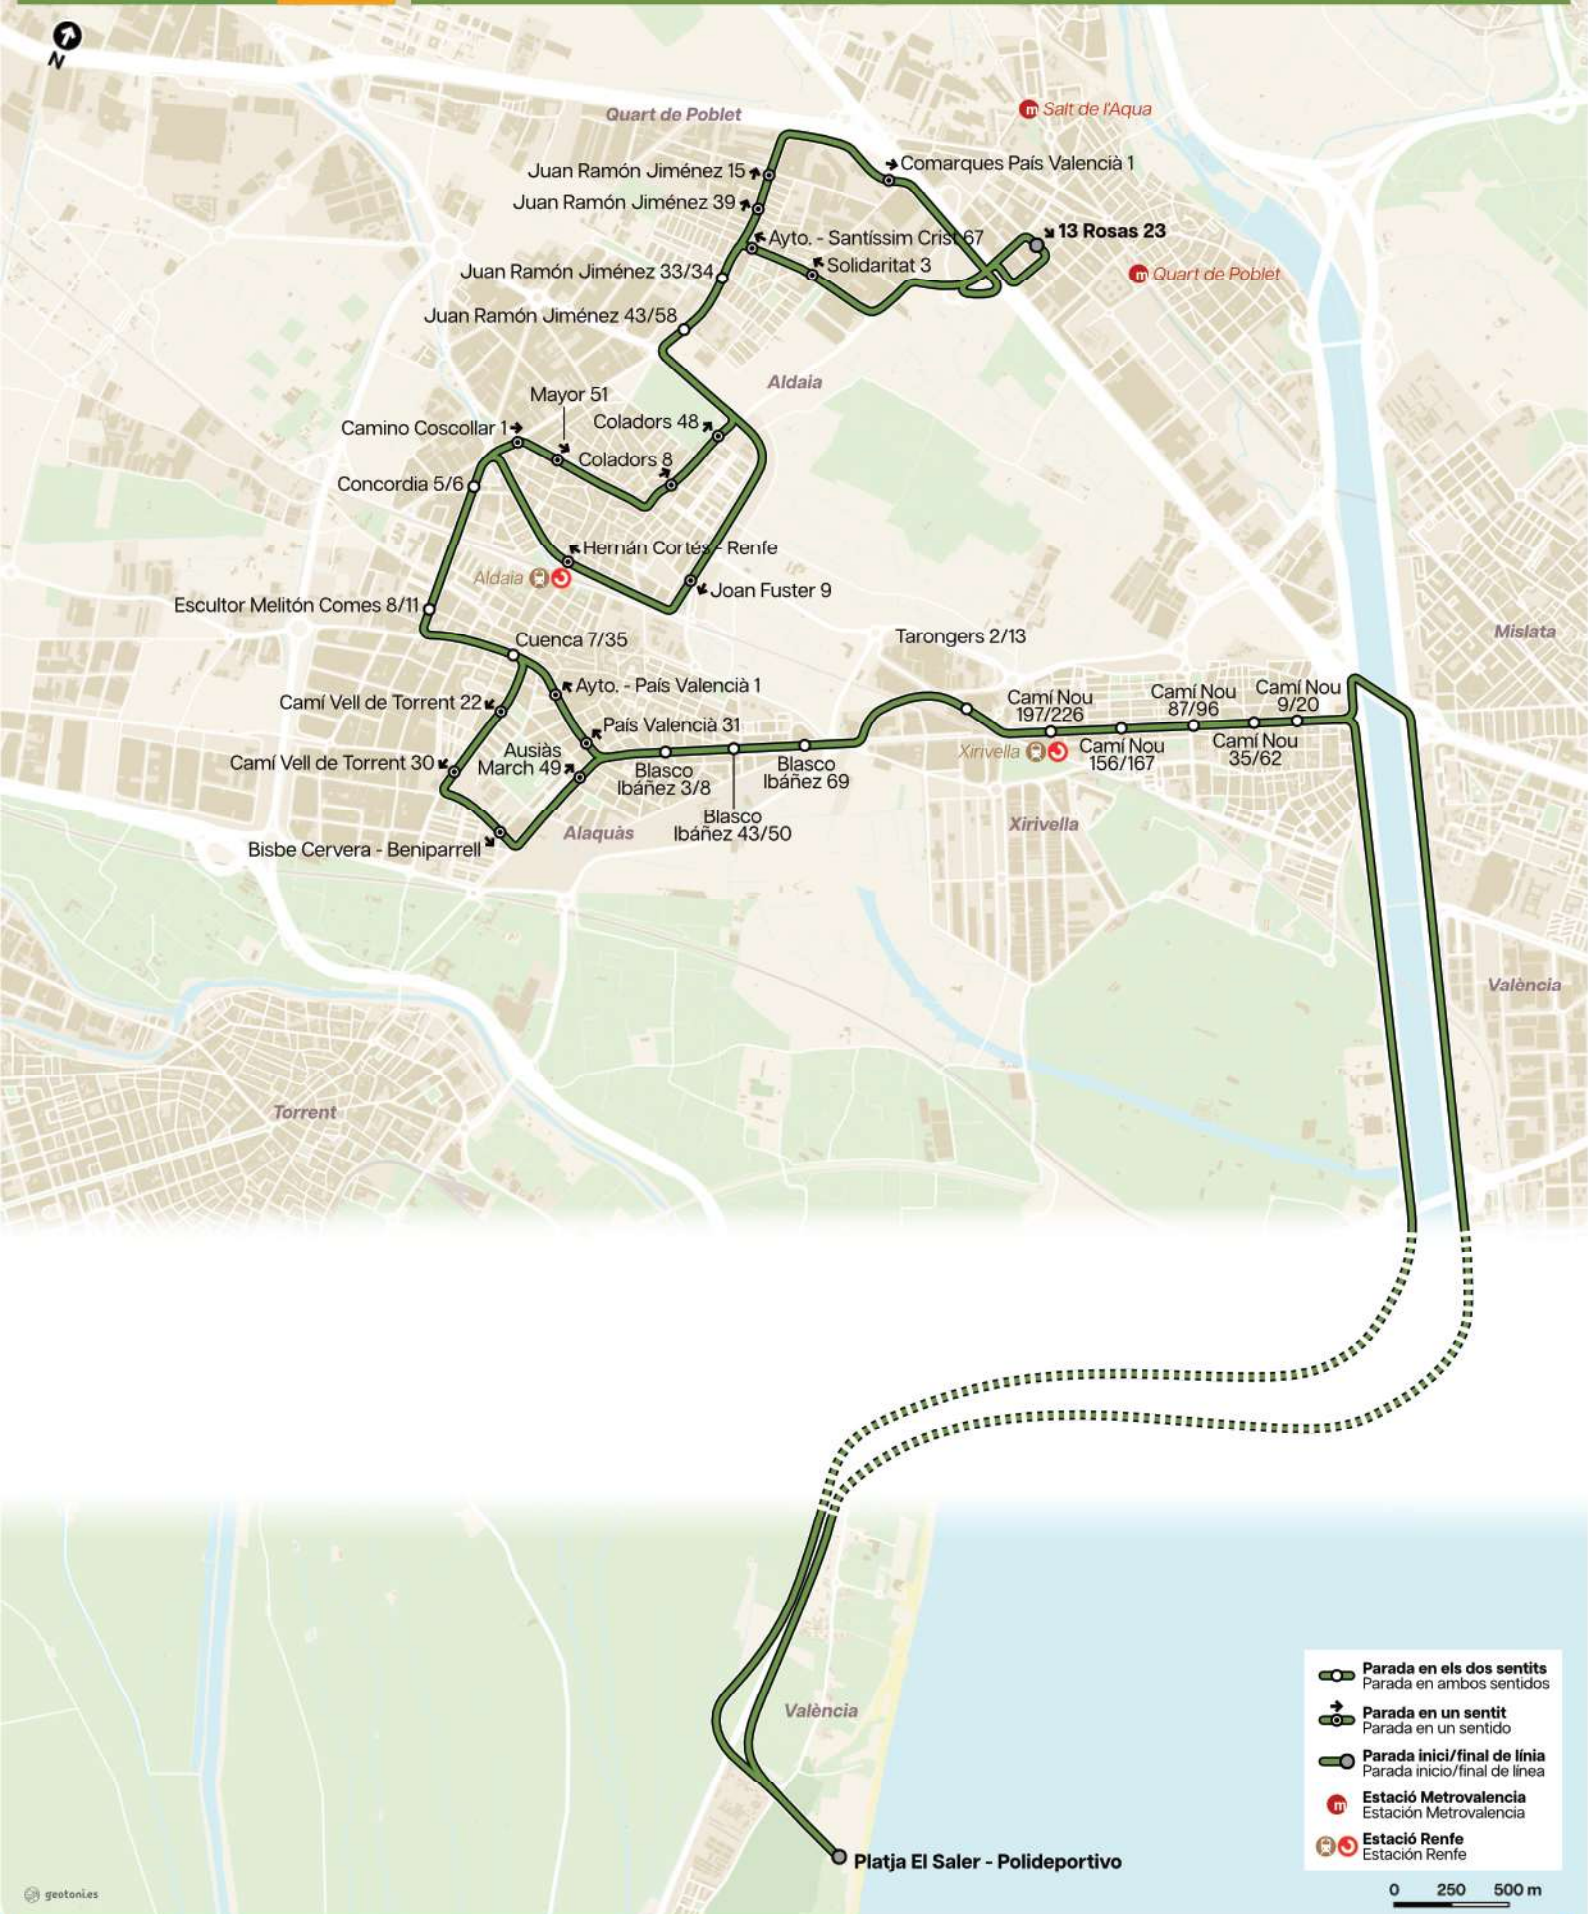 N
Quart de Poblet
m Salt de l'Aqua
Juan Ramón Jiménez 15
Comarques País Valencià 1
Juan Ramón Jiménez 39
Ayto. - Santíssim Crist 67
13 Rosas 23
Juan Ramón Jiménez 33/34
Solidaritat 3
m Quart de Poblet
Juan Ramón Jiménez 43/58
Aldaia
Mayor 51
Camino Coscollar 1
Coladors 48
Coladors 8
Concordia 5/6
Hernán Cortés - Renfe
Aldaia
Joan Fuster 9
Escultor Melitón Comes 8/11
Cuenca 7/35
Tarongers 2/13
Mislata
Ayto. - País Valencià 1
Camí Vell de Torrent 22
País Valencià 31
Camí Nou
197/226
Camí Nou
87/96
Camí Nou
9/20
Ausiàs
March 49
Camí Vell de Torrent 30
Blasco
Ibáñez 3/8
Blasco
Ibáñez 69
Xirivella
Camí Nou
156/167
Camí Nou
35/62
Blasco
Ibáñez 43/50
Alaquàs
Xirivella
Bisbe Cervera - Beniparrell
València
Torrent
València
Platja El Saler - Polideportivo
Parada en els dos sentits
Parada en ambos sentidos
Parada en un sentit
Parada en un sentido
Parada inici/final de línia
Parada inicio/final de línea
m
Estació Metrovalencia
Estación Metrovalencia
Estació Renfe
Estación Renfe
0 250 500 m
geotoni.es